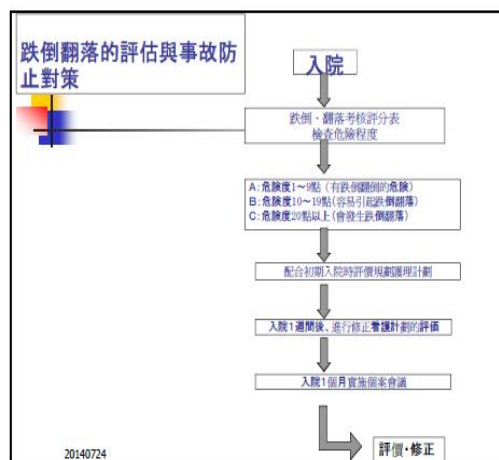 跌倒翻落的評估與事故防
止對策
入院
跌倒、翻落考核評分表
檢查危險程度
A:危險度1~9點 (有跌倒翻倒的危險)
B:危險度10~19點(容易引起跌倒翻落)
C:危險度20點以上(會發生跌倒翻落)
配合初期入院時評價規劃護理計劃
入院1週間後、進行修正看護計劃的評価
入院1個月實施個案會議
評價·修正
20140724